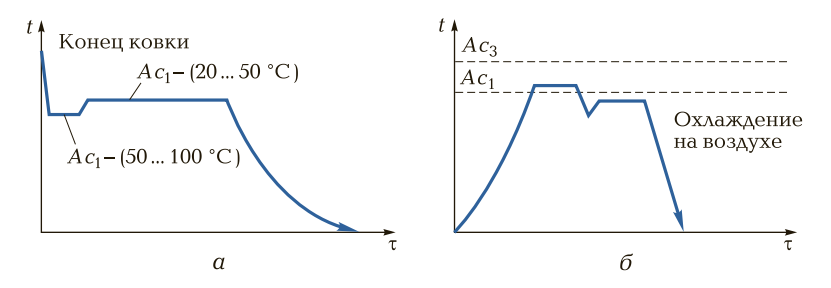 t
Конец ковки
Ac₁ – (20 ... 50 °C)
Ac₁ – (50 ... 100 °C)
τ
а
t
Ac₃
Ac₁
Охлаждение
на воздухе
τ
б